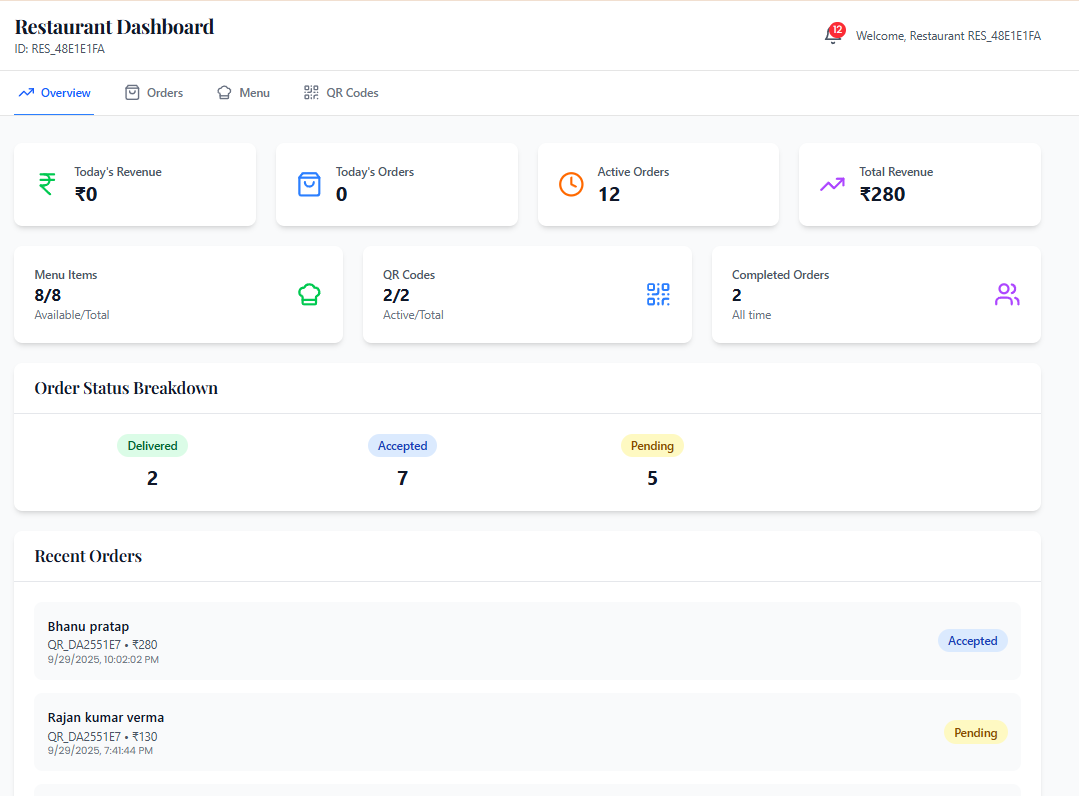 Restaurant Dashboard
ID: RES_48E1E1FA
12
Welcome, Restaurant RES_48E1E1FA
Overview
Orders
Menu
QR Codes
Today's Revenue
₹0
Today's Orders
0
Active Orders
12
Total Revenue
₹280
Menu Items
8/8
Available/Total
QR Codes
2/2
Active/Total
Completed Orders
2
All time
Order Status Breakdown
Delivered
2
Accepted
7
Pending
5
Recent Orders
Bhanu pratap
QR_DA2551E7 • ₹280
9/29/2025, 10:02:02 PM
Accepted
Rajan kumar verma
QR_DA2551E7 • ₹130
9/29/2025, 7:41:44 PM
Pending